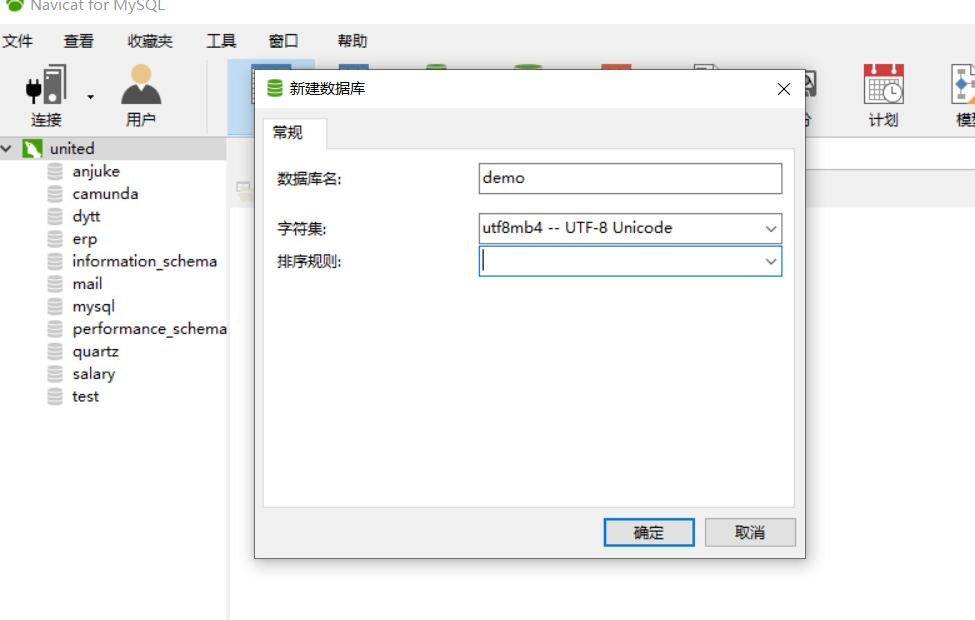 Navicat for MySQL
文件 查看 收藏夹 工具 窗口 帮助
连接 用户 计划
united
anjuke
camunda
dytt
erp
information_schema
mail
mysql
performance_schema
quartz
salary
test
新建数据库
常规
数据库名: demo
字符集: utf8mb4 -- UTF-8 Unicode
排序规则:
确定 取消